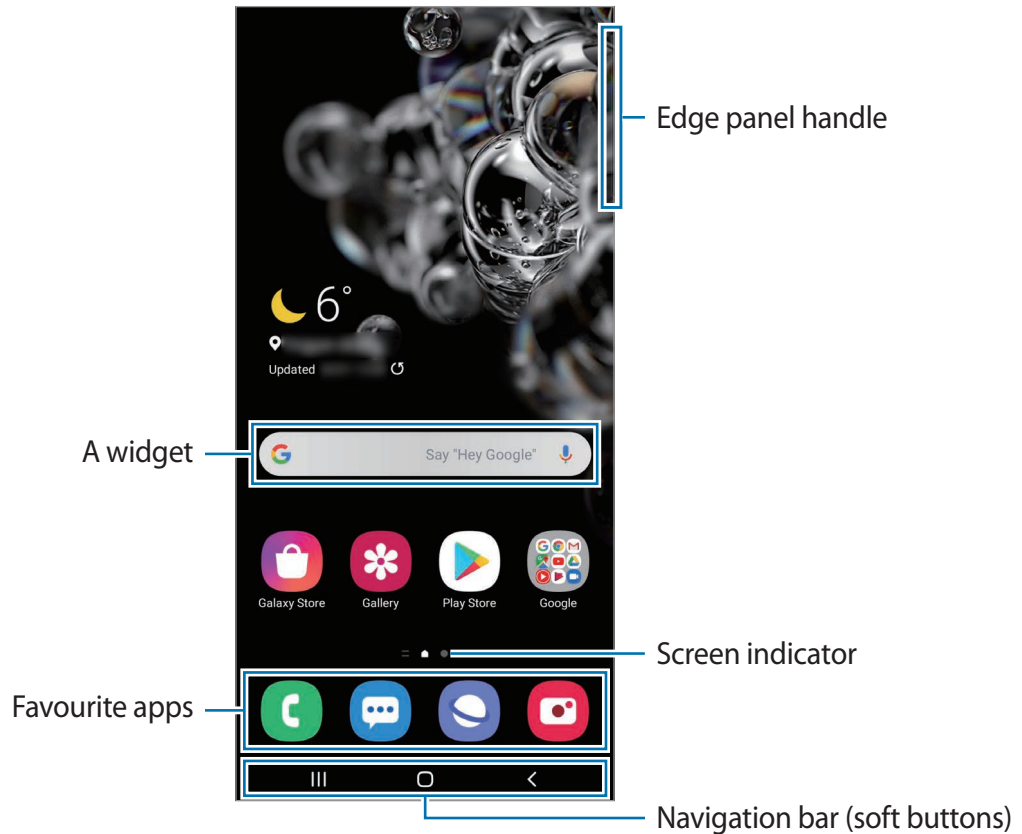 Edge panel handle
6°
Updated
A widget
Say "Hey Google"
Galaxy Store
Gallery
Play Store
Google
Screen indicator
Favourite apps
Navigation bar (soft buttons)